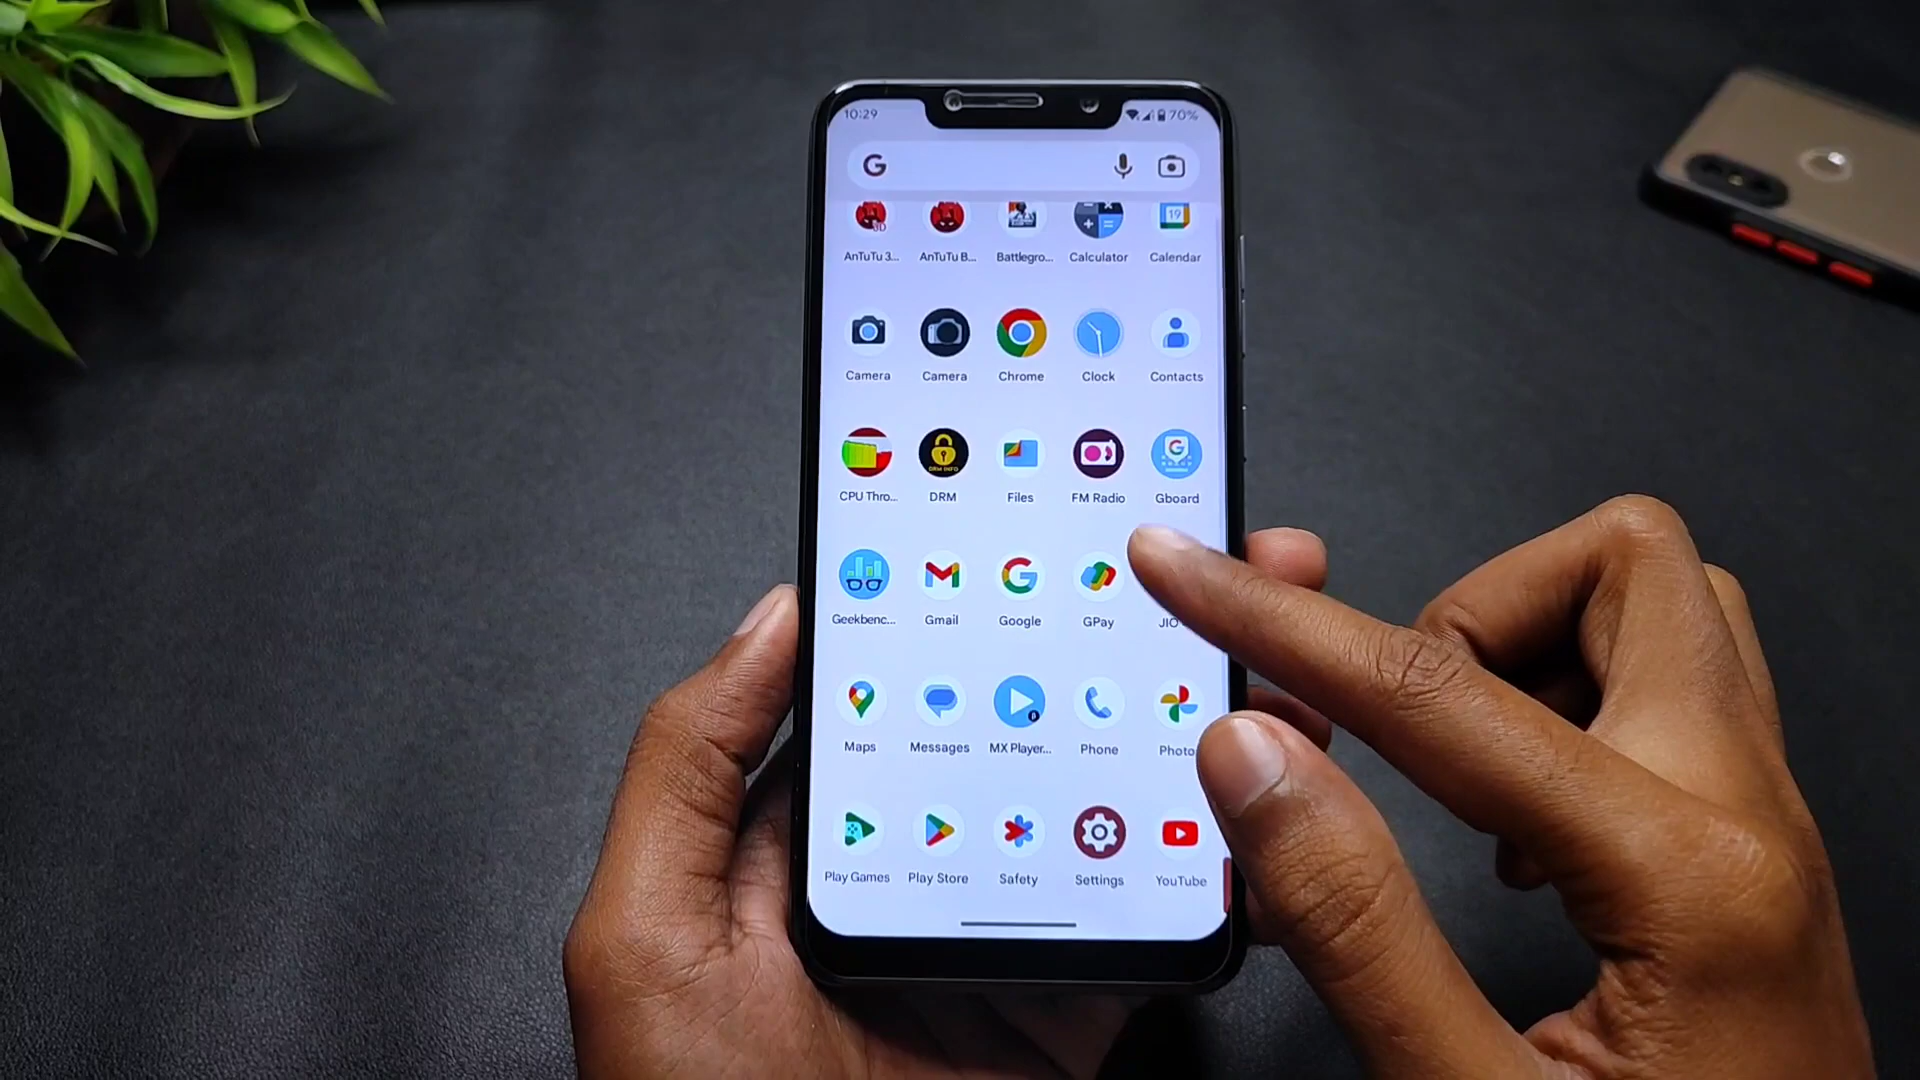 10:29 70%
G
AnTuTu 3... AnTuTu B... Battlegro... Calculator Calendar
Camera Camera Chrome Clock Contacts
CPU Thro... DRM Files FM Radio Gboard
Geekbenc... Gmail Google GPay JIO
Maps Messages MX Player... Phone Photo
Play Games Play Store Safety Settings YouTube